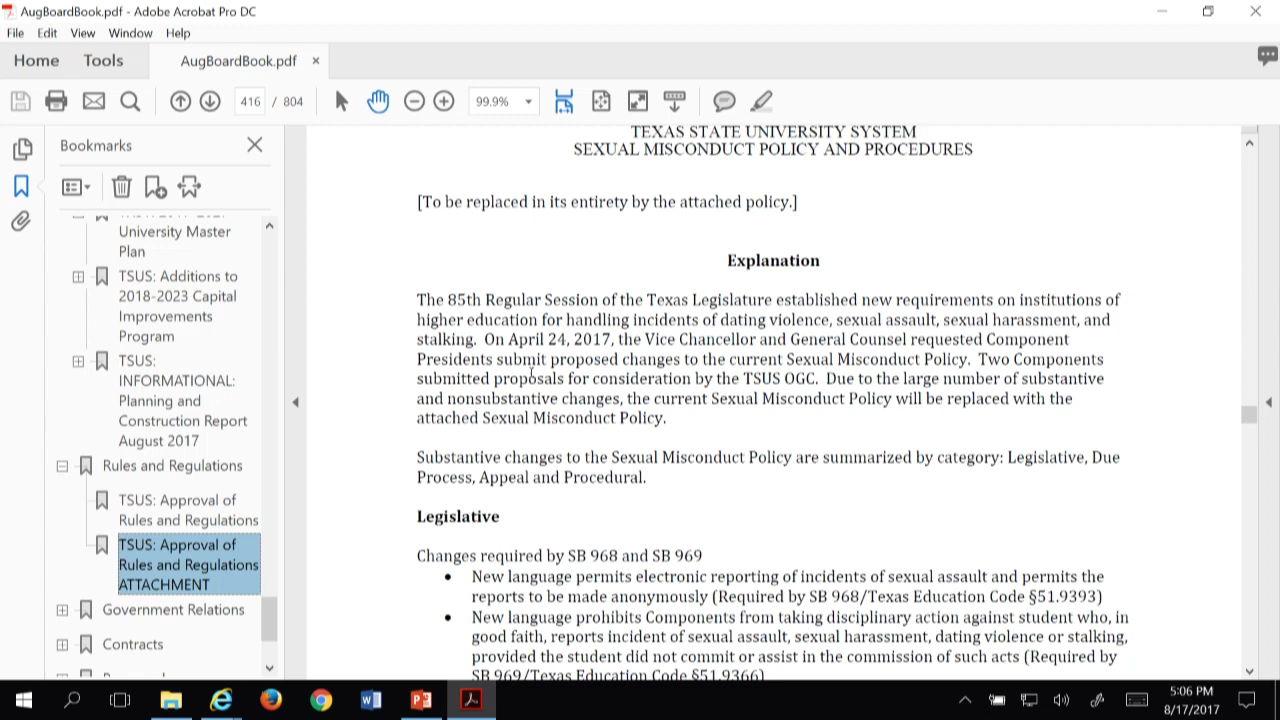 AugBoardBook.pdf - Adobe Acrobat Pro DC
File Edit View Window Help
Home Tools AugBoardBook.pdf ×
416 / 804 99.9%
Bookmarks
University Master
Plan
TSUS: Additions to
2018-2023 Capital
Improvements
Program
TSUS:
INFORMATIONAL:
Planning and
Construction Report
August 2017
Rules and Regulations
TSUS: Approval of
Rules and Regulations
TSUS: Approval of
Rules and Regulations
ATTACHMENT
Government Relations
Contracts
TEXAS STATE UNIVERSITY SYSTEM
SEXUAL MISCONDUCT POLICY AND PROCEDURES
[To be replaced in its entirety by the attached policy.]
Explanation
The 85th Regular Session of the Texas Legislature established new requirements on institutions of
higher education for handling incidents of dating violence, sexual assault, sexual harassment, and
stalking. On April 24, 2017, the Vice Chancellor and General Counsel requested Component
Presidents submit proposed changes to the current Sexual Misconduct Policy. Two Components
submitted proposals for consideration by the TSUS OGC. Due to the large number of substantive
and nonsubstantive changes, the current Sexual Misconduct Policy will be replaced with the
attached Sexual Misconduct Policy.
Substantive changes to the Sexual Misconduct Policy are summarized by category: Legislative, Due
Process, Appeal and Procedural.
Legislative
Changes required by SB 968 and SB 969
• New language permits electronic reporting of incidents of sexual assault and permits the
reports to be made anonymously (Required by SB 968/Texas Education Code §51.9393)
• New language prohibits Components from taking disciplinary action against student who, in
good faith, reports incident of sexual assault, sexual harassment, dating violence or stalking,
provided the student did not commit or assist in the commission of such acts (Required by
SB 969/Texas Education Code §51.9366)
5:06 PM
8/17/2017